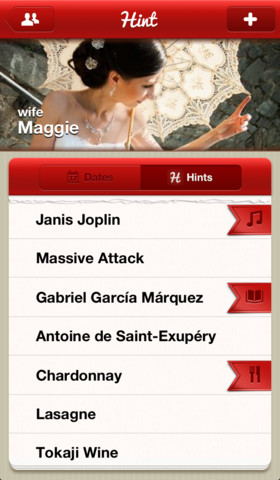 Hint
wife
Maggie
Dates
Hints
Janis Joplin
Massive Attack
Gabriel García Márquez
Antoine de Saint-Exupéry
Chardonnay
Lasagne
Tokaji Wine